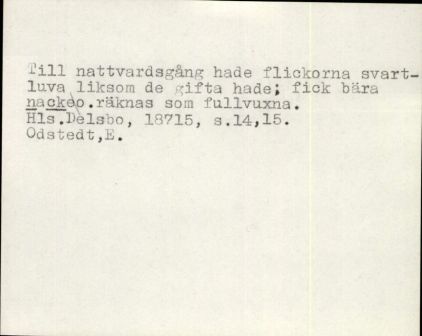 Till nattvardsgång hade flickorna svart-
luva liksom de gifta hade; fick bära
nacke o.räknas som fullvuxna.
Hls.Delsbo, 18715, s.14,15.
Odstedt,E.